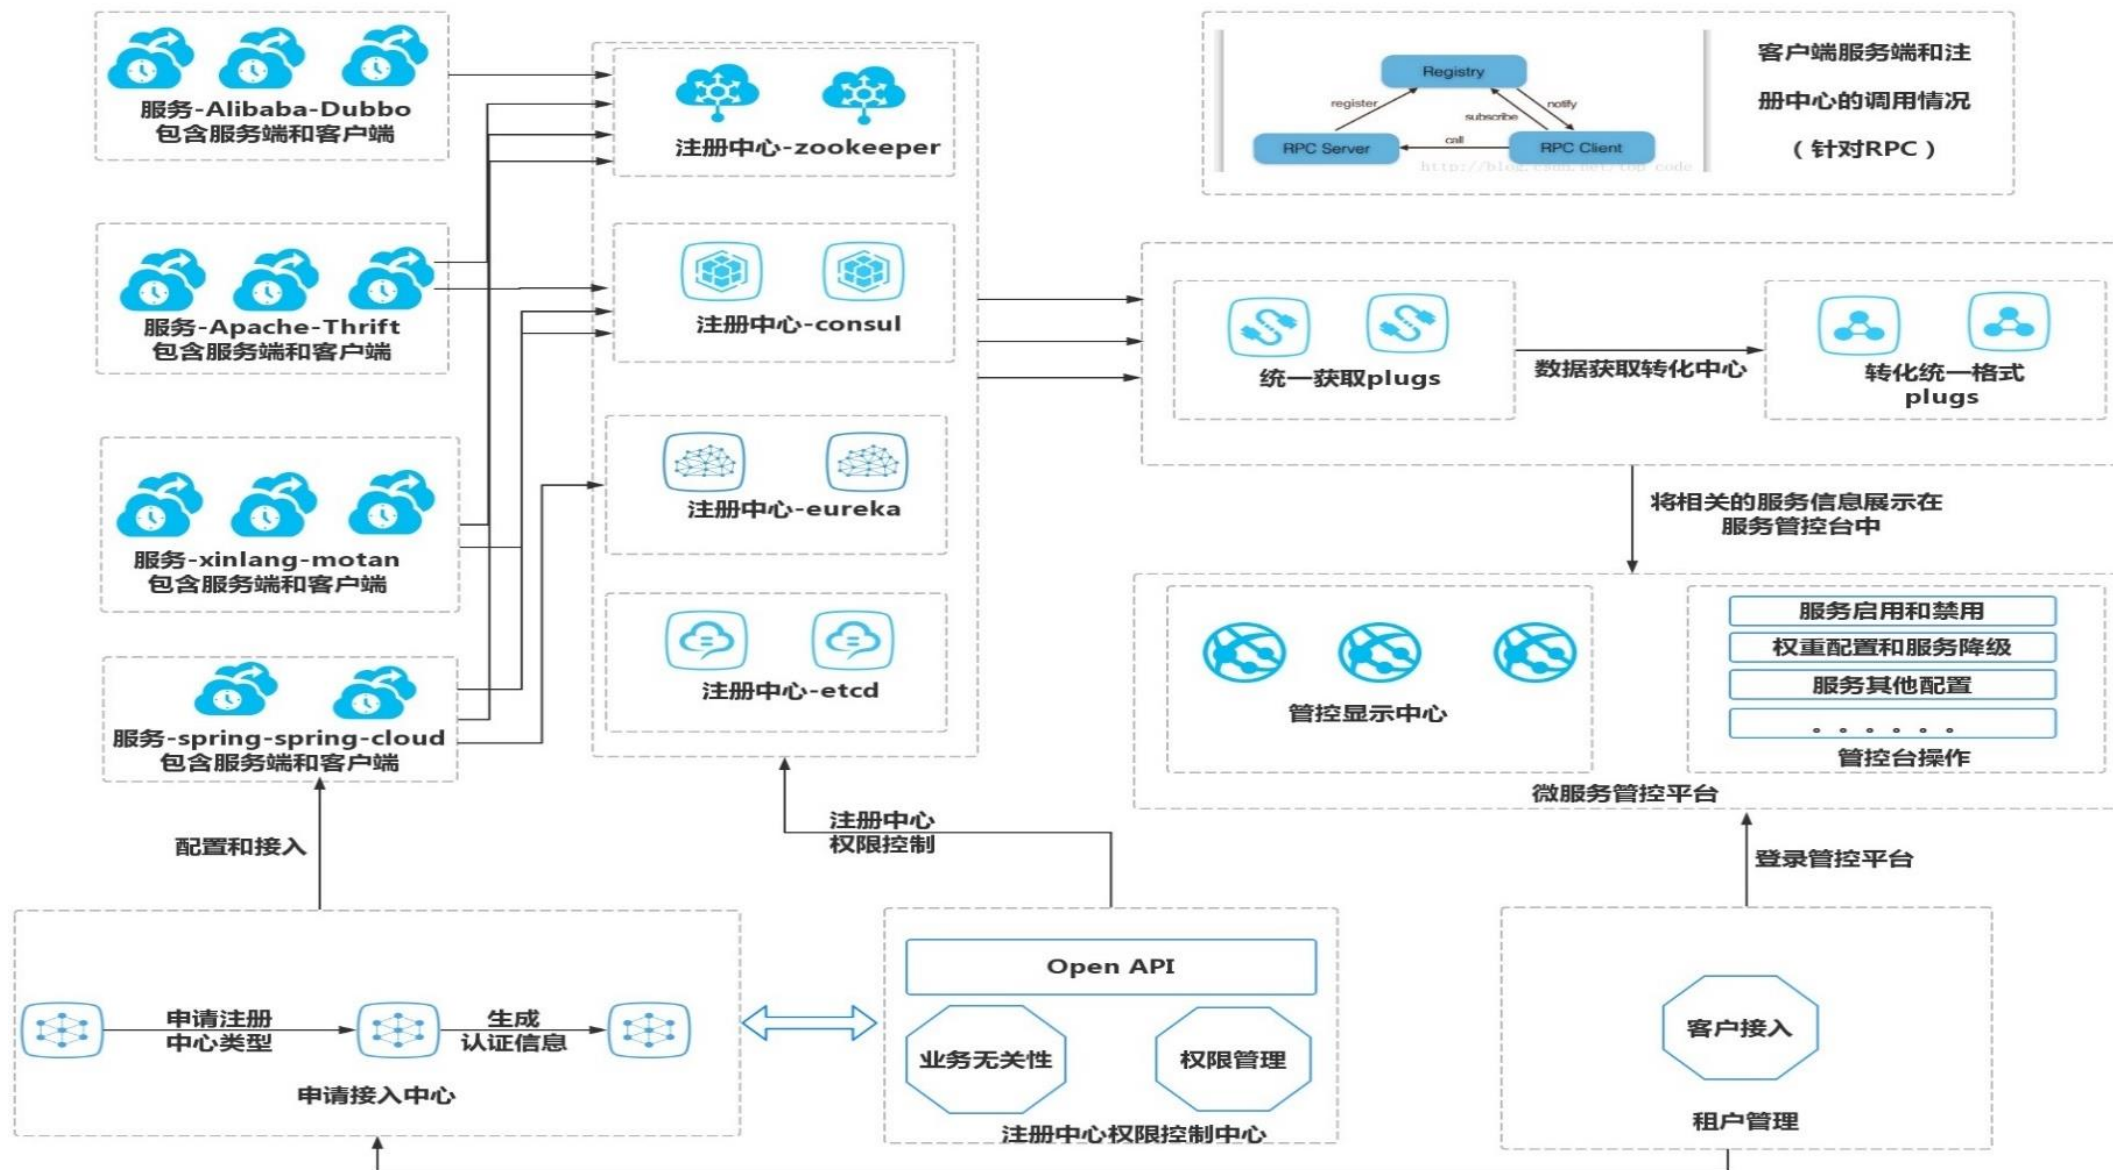 服务-Alibaba-Dubbo
包含服务端和客户端
服务-Apache-Thrift
包含服务端和客户端
服务-xinlang-motan
包含服务端和客户端
服务-spring-spring-cloud
包含服务端和客户端
注册中心-zookeeper
注册中心-consul
注册中心-eureka
注册中心-etcd
Registry
register
notify
subscribe
RPC Server
call
RPC Client
http://blog.csdn.net/top_code
客户端服务端和注
册中心的调用情况
（针对RPC）
统一获取plugs
数据获取转化中心
转化统一格式
plugs
将相关的服务信息展示在
服务管控台中
管控显示中心
服务启用和禁用
权重配置和服务降级
服务其他配置
。。。。。。
管控台操作
微服务管控平台
配置和接入
注册中心
权限控制
登录管控平台
申请注册
中心类型
生成
认证信息
申请接入中心
Open API
业务无关性
权限管理
注册中心权限控制中心
客户接入
租户管理